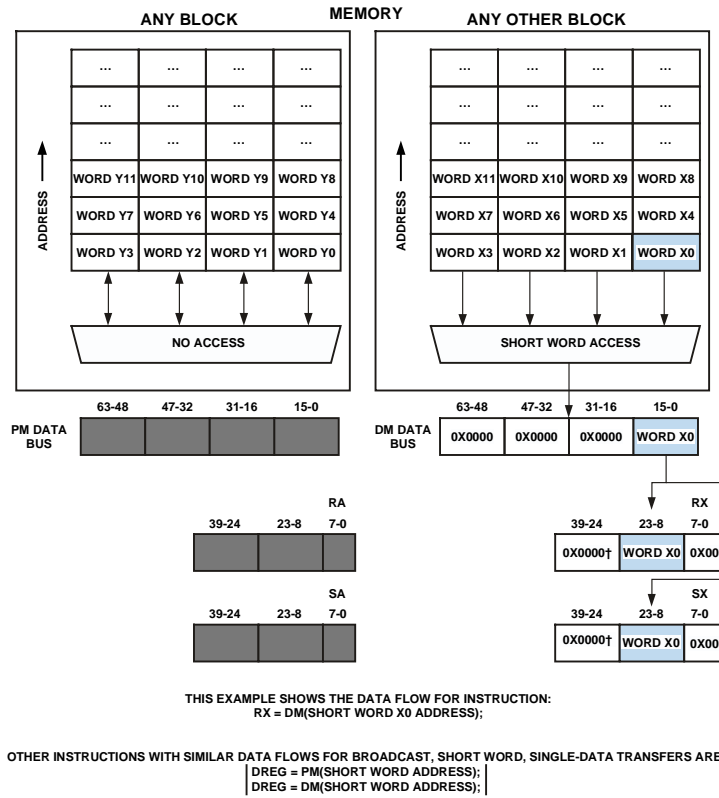 MEMORY
ANY BLOCK
ANY OTHER BLOCK
ADDRESS
... ... ... ...
... ... ... ...
... ... ... ...
WORD Y11 WORD Y10 WORD Y9 WORD Y8
WORD Y7 WORD Y6 WORD Y5 WORD Y4
WORD Y3 WORD Y2 WORD Y1 WORD Y0
NO ACCESS
ADDRESS
... ... ... ...
... ... ... ...
... ... ... ...
WORD X11 WORD X10 WORD X9 WORD X8
WORD X7 WORD X6 WORD X5 WORD X4
WORD X3 WORD X2 WORD X1 WORD X0
SHORT WORD ACCESS
63-48 47-32 31-16 15-0
PM DATA
BUS
63-48 47-32 31-16 15-0
DM DATA
BUS
0X0000 0X0000 0X0000 WORD X0
RA
39-24 23-8 7-0
RX
39-24 23-8 7-0
0X0000† WORD X0 0X00
SA
39-24 23-8 7-0
SX
39-24 23-8 7-0
0X0000† WORD X0 0X00
THIS EXAMPLE SHOWS THE DATA FLOW FOR INSTRUCTION:
RX = DM(SHORT WORD X0 ADDRESS);
OTHER INSTRUCTIONS WITH SIMILAR DATA FLOWS FOR BROADCAST, SHORT WORD, SINGLE-DATA TRANSFERS ARE
DREG = PM(SHORT WORD ADDRESS);
DREG = DM(SHORT WORD ADDRESS);